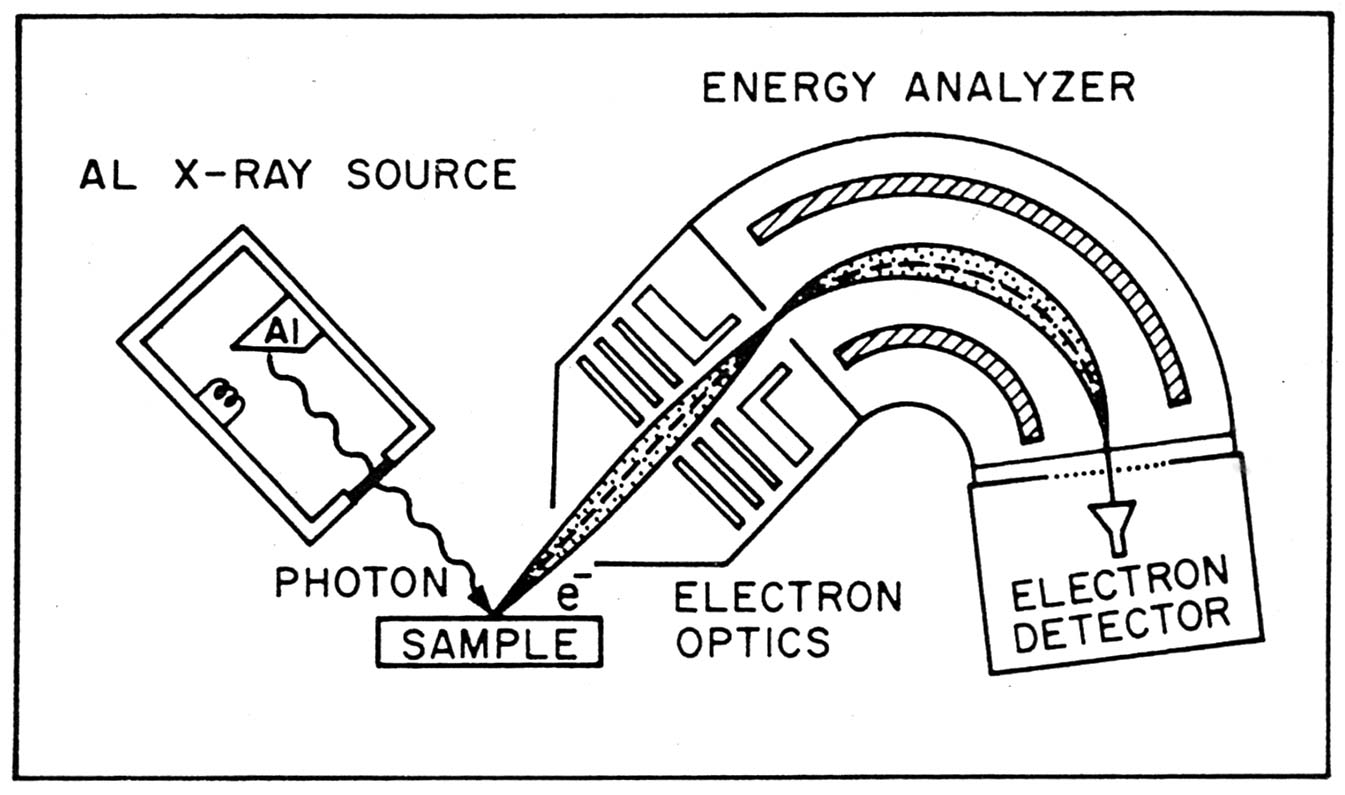 ENERGY ANALYZER
AL X-RAY SOURCE
Al
PHOTON
e⁻
SAMPLE
ELECTRON
OPTICS
ELECTRON
DETECTOR